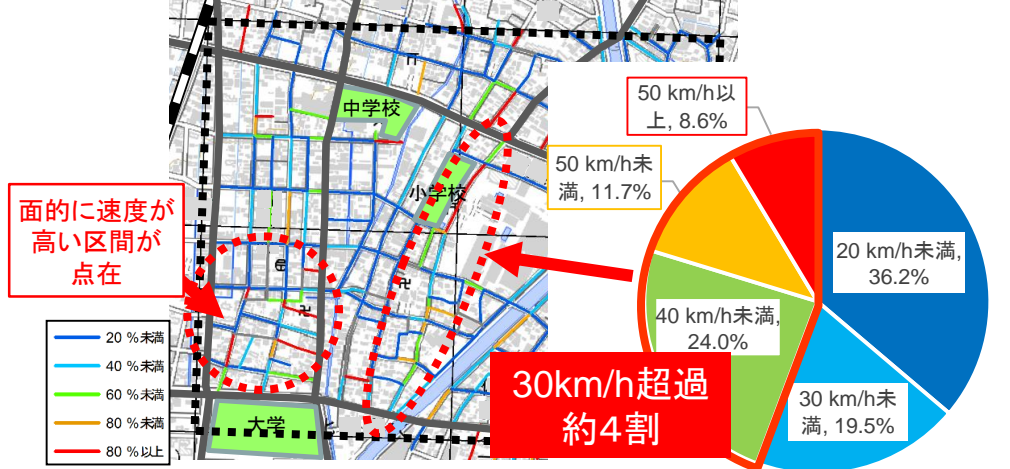 中学校
小学校
大学
面的に速度が
高い区間が
点在
20 %未満
40 %未満
60 %未満
80 %未満
80 %以上
50 km/h以
上, 8.6%
50 km/h未
満, 11.7%
20 km/h未満,
36.2%
40 km/h未満,
24.0%
30 km/h未
満, 19.5%
30km/h超過
約4割